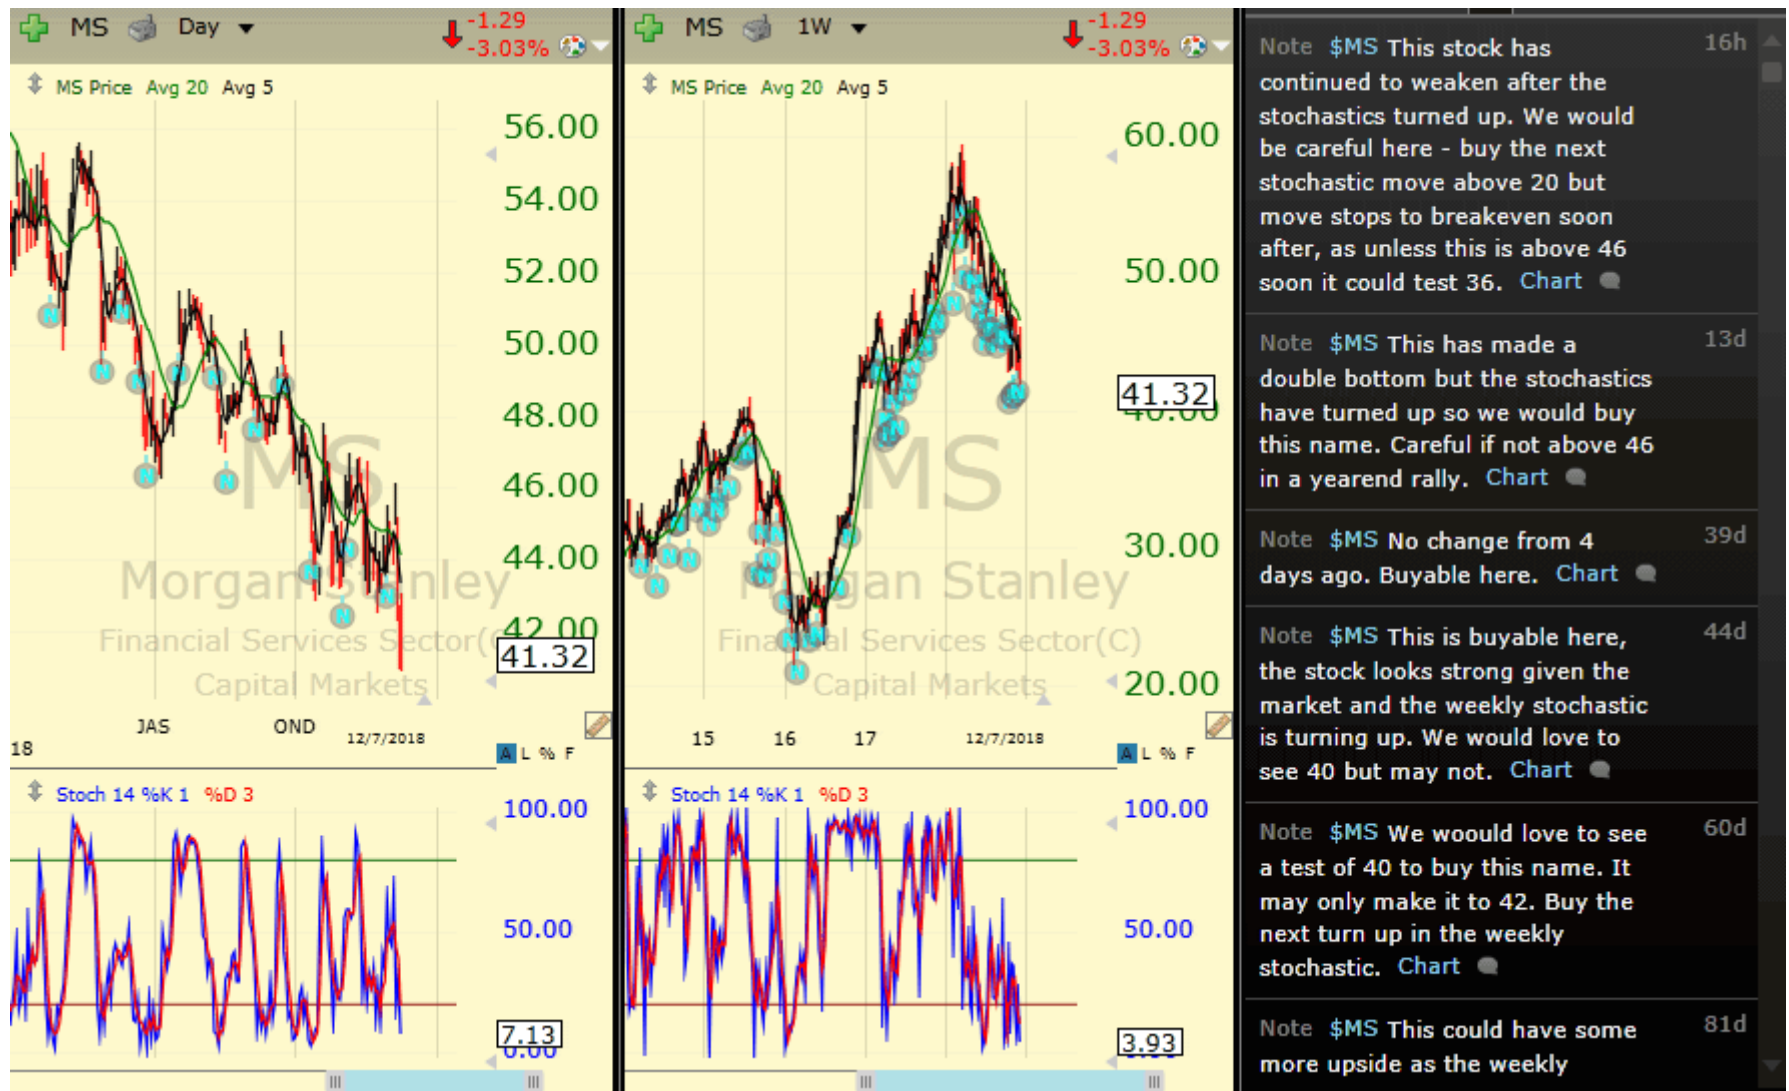 MS Day -1.29
-3.03%
MS Price Avg 20 Avg 5
56.00
54.00
52.00
50.00
48.00
46.00
44.00
42.00
41.32
MS
Morgan Stanley
Financial Services Sector(C
Capital Markets
18 JAS OND 12/7/2018
A L % F
Stoch 14 %K 1 %D 3
100.00
50.00
7.13
0.00
MS 1W -1.29
-3.03%
MS Price Avg 20 Avg 5
60.00
50.00
41.32
40.00
30.00
20.00
MS
Morgan Stanley
Financial Services Sector(C)
Capital Markets
15 16 17 12/7/2018
A L % F
Stoch 14 %K 1 %D 3
100.00
50.00
3.93
Note $MS This stock has 16h
continued to weaken after the
stochastics turned up. We would
be careful here - buy the next
stochastic move above 20 but
move stops to breakeven soon
after, as unless this is above 46
soon it could test 36. Chart
Note $MS This has made a 13d
double bottom but the stochastics
have turned up so we would buy
this name. Careful if not above 46
in a yearend rally. Chart
Note $MS No change from 4 39d
days ago. Buyable here. Chart
Note $MS This is buyable here, 44d
the stock looks strong given the
market and the weekly stochastic
is turning up. We would love to
see 40 but may not. Chart
Note $MS We woould love to see 60d
a test of 40 to buy this name. It
may only make it to 42. Buy the
next turn up in the weekly
stochastic. Chart
Note $MS This could have some 81d
more upside as the weekly